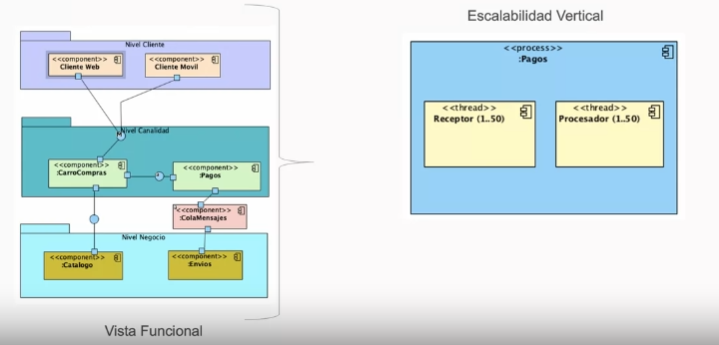 Escalabilidad Vertical
Nivel Cliente
<<component>>
Cliente Web
<<component>>
Cliente Movil
Nivel Canalidad
<<component>>
:CarroCompras
<<component>>
:Pagos
<<component>>
:ColaMensajes
Nivel Negocio
<<component>>
:Catalogo
<<component>>
:Envios
Vista Funcional
<<process>>
:Pagos
<<thread>>
Receptor (1..50)
<<thread>>
Procesador (1..50)